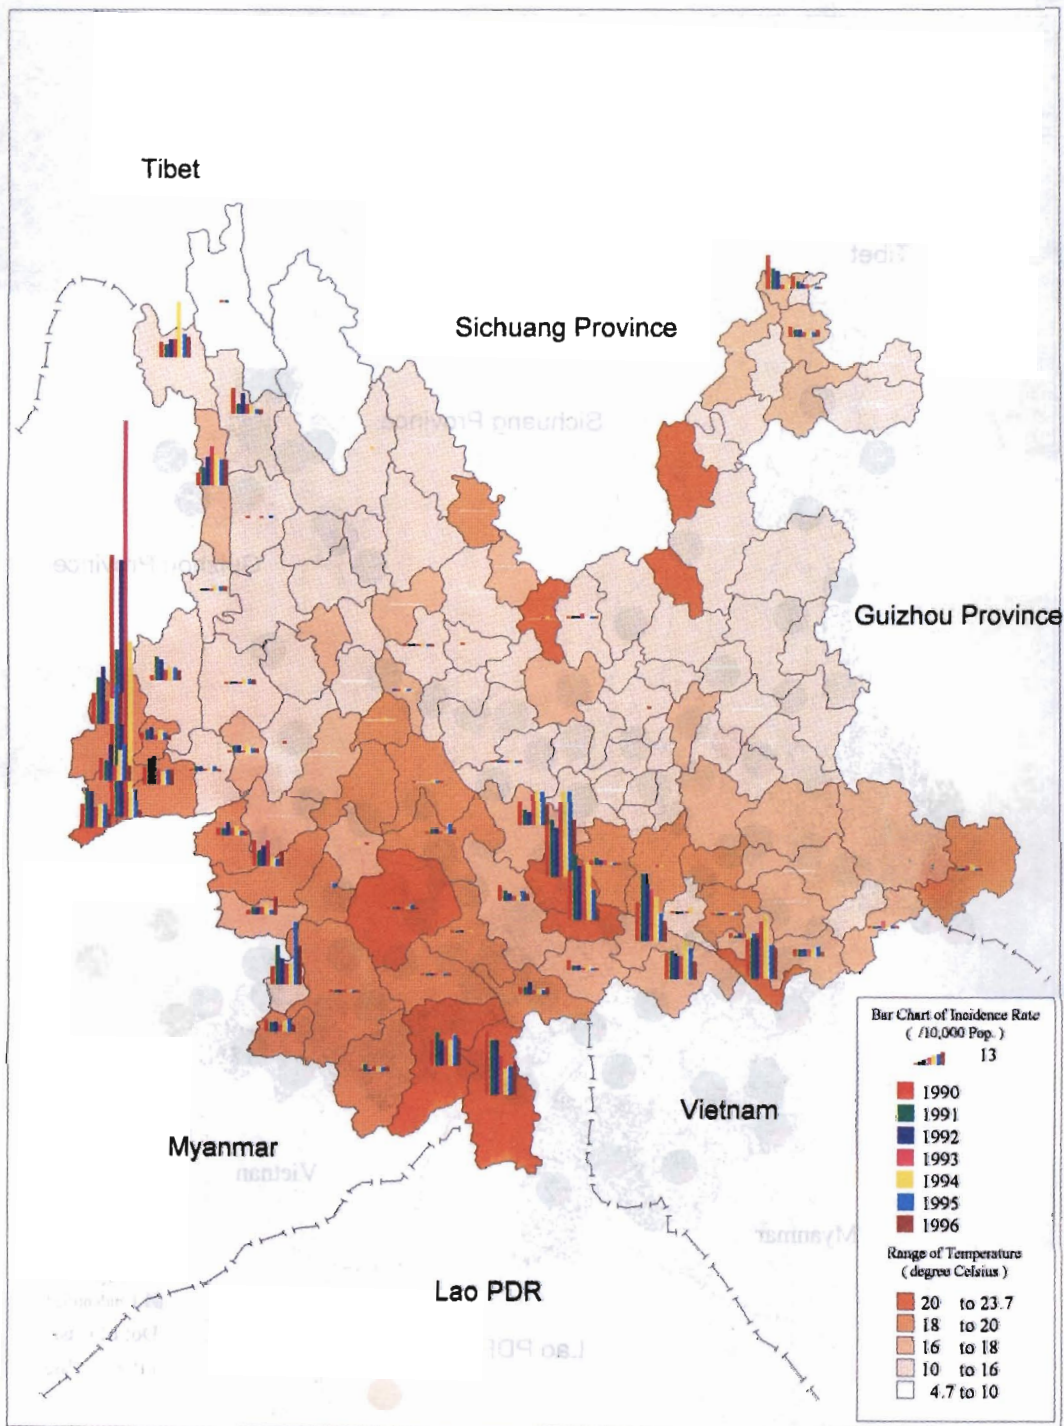 Tibet
Sichuang Province
Guizhou Province
Myanmar
Vietnam
Lao PDR
Bar Chart of Incidence Rate
( /10,000 Pop. )
13
1990
1991
1992
1993
1994
1995
1996
Range of Temperature
( degree Celsius )
20 to 23.7
18 to 20
16 to 18
10 to 16
4.7 to 10